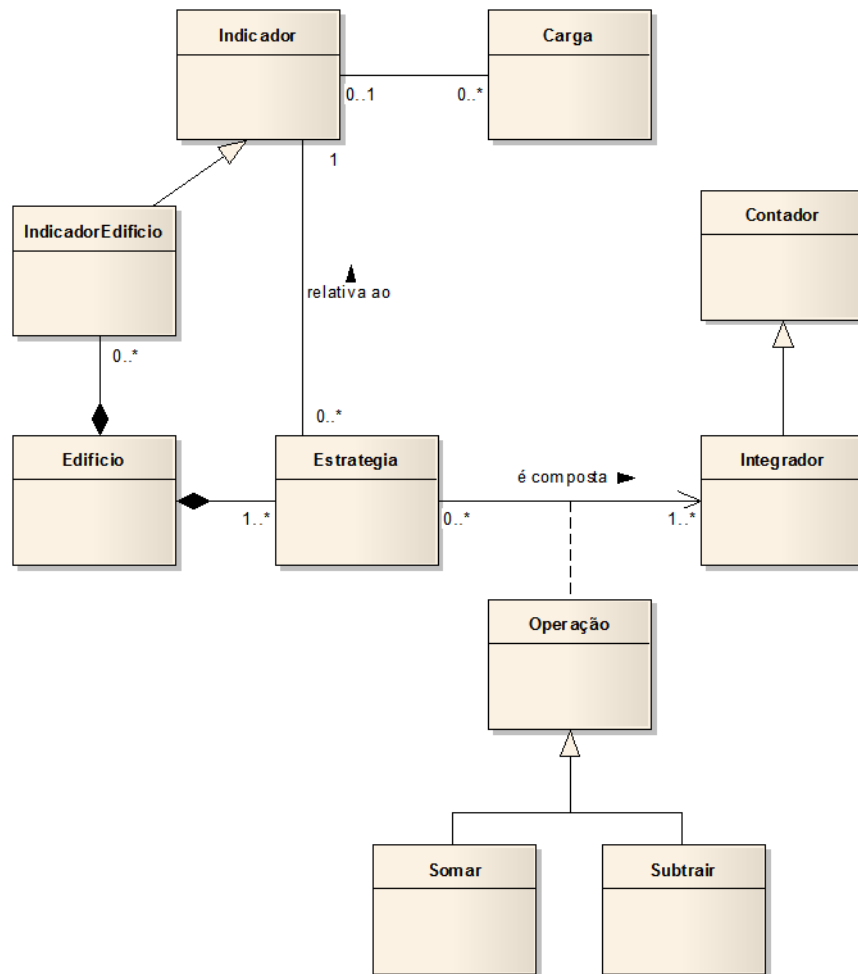 Indicador
Carga
0..1
0..*
1
IndicadorEdificio
Contador
relativa ao
0..*
0..*
Edificio
Estrategia
é composta
Integrador
1..*
0..*
1..*
Operação
Somar
Subtrair